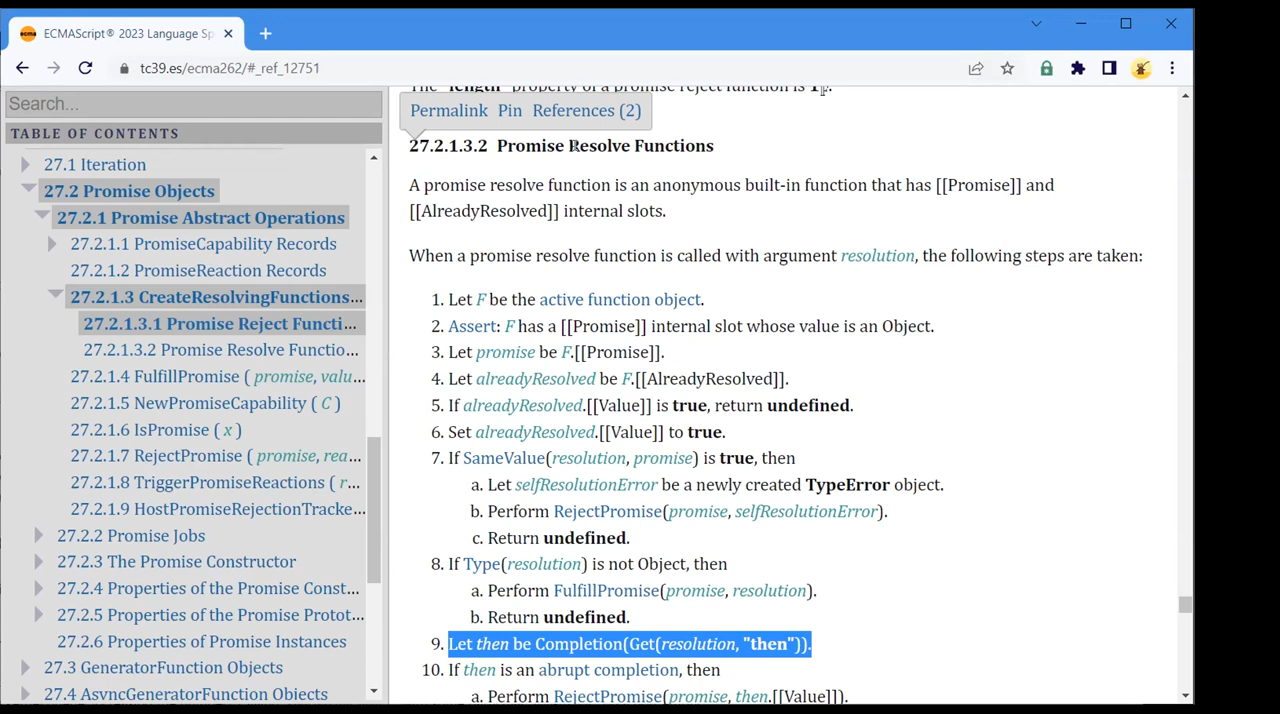 ECMAScript® 2023 Language Sp
tc39.es/ecma262/#_ref_12751
Search...
TABLE OF CONTENTS
27.1 Iteration
27.2 Promise Objects
27.2.1 Promise Abstract Operations
27.2.1.1 PromiseCapability Records
27.2.1.2 PromiseReaction Records
27.2.1.3 CreateResolvingFunctions...
27.2.1.3.1 Promise Reject Functi...
27.2.1.3.2 Promise Resolve Functio...
27.2.1.4 FulfillPromise ( promise, valu...
27.2.1.5 NewPromiseCapability ( C )
27.2.1.6 IsPromise ( x )
27.2.1.7 RejectPromise ( promise, rea...
27.2.1.8 TriggerPromiseReactions ( r...
27.2.1.9 HostPromiseRejectionTracke...
27.2.2 Promise Jobs
27.2.3 The Promise Constructor
27.2.4 Properties of the Promise Const...
27.2.5 Properties of the Promise Protot...
27.2.6 Properties of Promise Instances
27.3 GeneratorFunction Objects
27.4 AsyncGeneratorFunction Objects
The "length" property of a promise reject function is 1.
Permalink Pin References (2)
27.2.1.3.2 Promise Resolve Functions
A promise resolve function is an anonymous built-in function that has [[Promise]] and
[[AlreadyResolved]] internal slots.
When a promise resolve function is called with argument resolution, the following steps are taken:
1. Let F be the active function object.
2. Assert: F has a [[Promise]] internal slot whose value is an Object.
3. Let promise be F.[[Promise]].
4. Let alreadyResolved be F.[[AlreadyResolved]].
5. If alreadyResolved.[[Value]] is true, return undefined.
6. Set alreadyResolved.[[Value]] to true.
7. If SameValue(resolution, promise) is true, then
a. Let selfResolutionError be a newly created TypeError object.
b. Perform RejectPromise(promise, selfResolutionError).
c. Return undefined.
8. If Type(resolution) is not Object, then
a. Perform FulfillPromise(promise, resolution).
b. Return undefined.
9. Let then be Completion(Get(resolution, "then")).
10. If then is an abrupt completion, then
a. Perform RejectPromise(promise, then.[[Value]]).